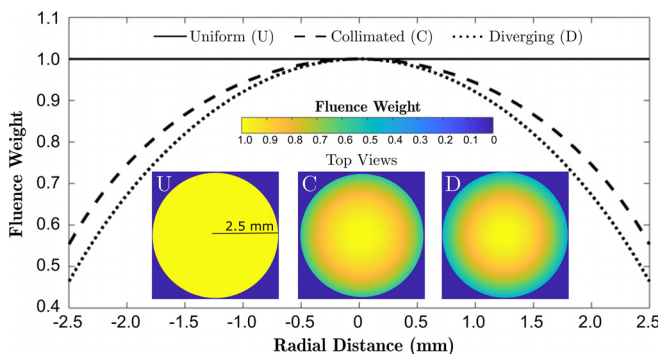 1.1
Uniform (U) Collimated (C) Diverging (D)
1.0
0.9
0.8
0.7
0.6
0.5
0.4
Fluence Weight
Fluence Weight
1.0 0.9 0.8 0.7 0.6 0.5 0.4 0.3 0.2 0.1 0
Top Views
U C D
2.5 mm
-2.5 -2.0 -1.5 -1.0 -0.5 0.0 0.5 1.0 1.5 2.0 2.5
Radial Distance (mm)